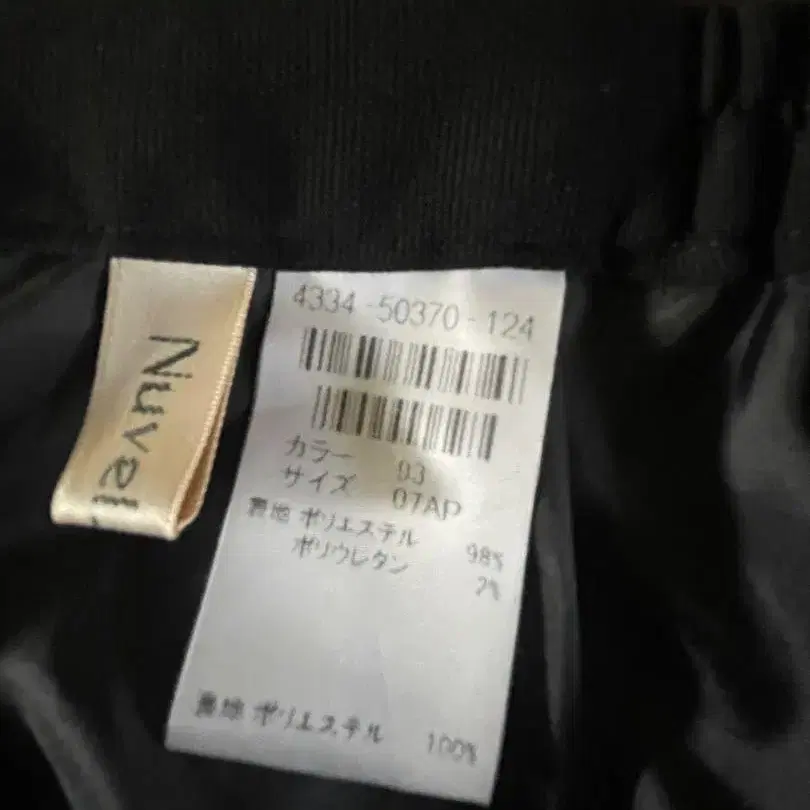 Nuvel
4334-50370-124
カラー 93
サイズ 07AP
表地 ポリエステル 98%
ポリウレタン 2%
裏地 ポリエステル 100%